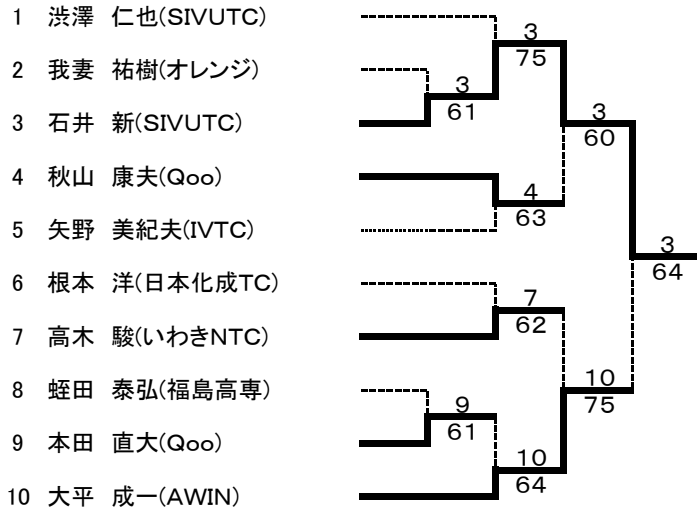 1 渋澤 仁也(SIVUTC)
2 我妻 祐樹(オレンジ)
3 石井 新(SIVUTC)
4 秋山 康夫(Qoo)
5 矢野 美紀夫(IVTC)
6 根本 洋(日本化成TC)
7 高木 駿(いわきNTC)
8 蛭田 泰弘(福島高専)
9 本田 直大(Qoo)
10 大平 成一(AWIN)
3
61
9
61
3
75
4
63
7
62
10
64
3
60
10
75
3
64